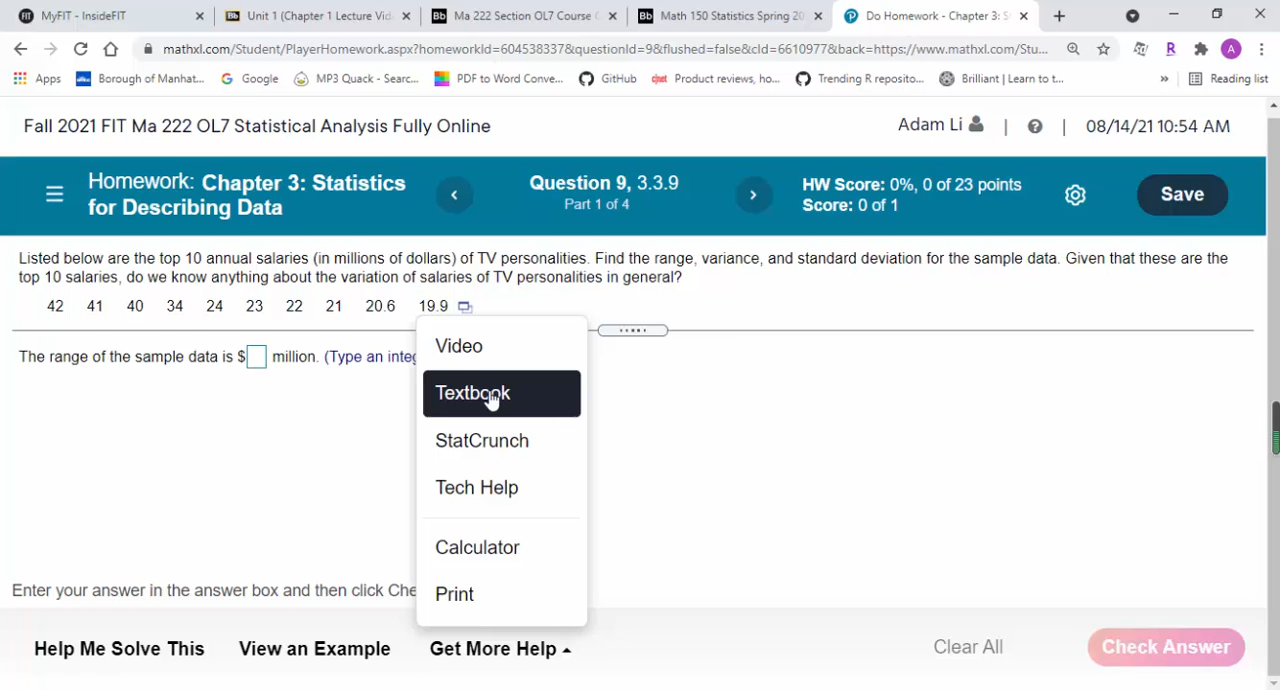 MyFIT - InsideFIT
Unit 1 (Chapter 1 Lecture Vid
Ma 222 Section OL7 Course C
Math 150 Statistics Spring 20
Do Homework - Chapter 3: S
mathxl.com/Student/PlayerHomework.aspx?homeworkId=604538337&questionId=9&flushed=false&cId=6610977&back=https://www.mathxl.com/Stu...
Apps
Borough of Manhat...
Google
MP3 Quack - Searc...
PDF to Word Conve...
GitHub
Product reviews, ho...
Trending R reposito...
Brilliant | Learn to t...
»
Reading list
Fall 2021 FIT Ma 222 OL7 Statistical Analysis Fully Online
Adam Li
08/14/21 10:54 AM
Homework: Chapter 3: Statistics
for Describing Data
Question 9, 3.3.9
Part 1 of 4
HW Score: 0%, 0 of 23 points
Score: 0 of 1
Save
Listed below are the top 10 annual salaries (in millions of dollars) of TV personalities. Find the range, variance, and standard deviation for the sample data. Given that these are the
top 10 salaries, do we know anything about the variation of salaries of TV personalities in general?
42 41 40 34 24 23 22 21 20.6 19.9
The range of the sample data is $ million. (Type an integ
Video
Textbook
StatCrunch
Tech Help
Calculator
Print
Enter your answer in the answer box and then click Che
Help Me Solve This
View an Example
Get More Help
Clear All
Check Answer